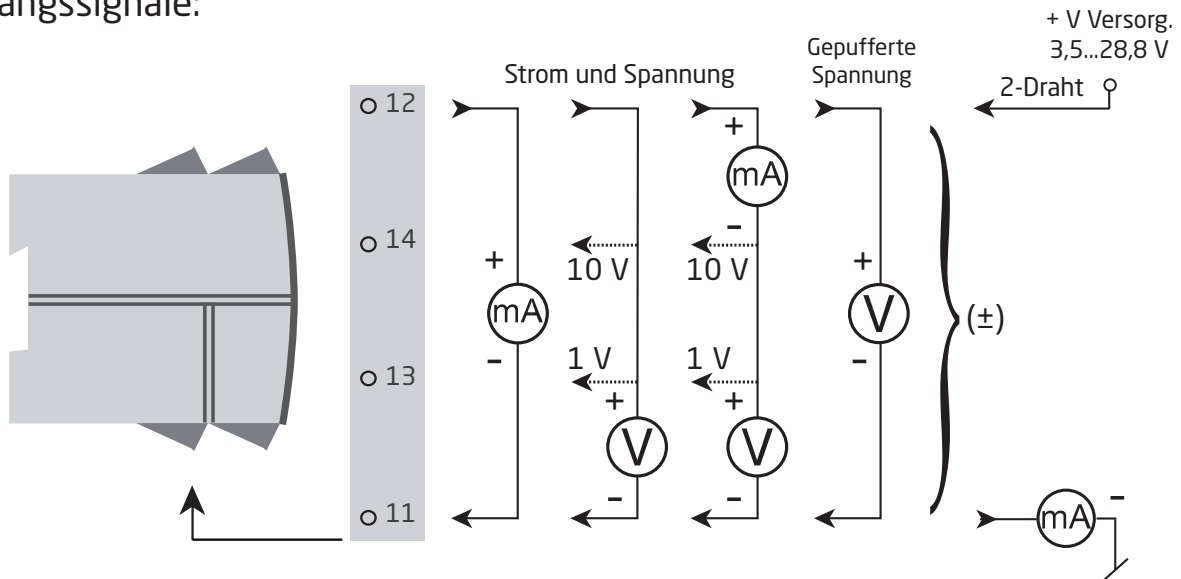 angssignale:
+ V Versorg.
3,5...28,8 V
Gepufferte
Spannung
Strom und Spannung
2-Draht
12
+
mA
14
-
+
10 V
10 V
+
mA
V
(±)
-
1 V
1 V
-
13
+
+
V
V
-
-
-
11
mA